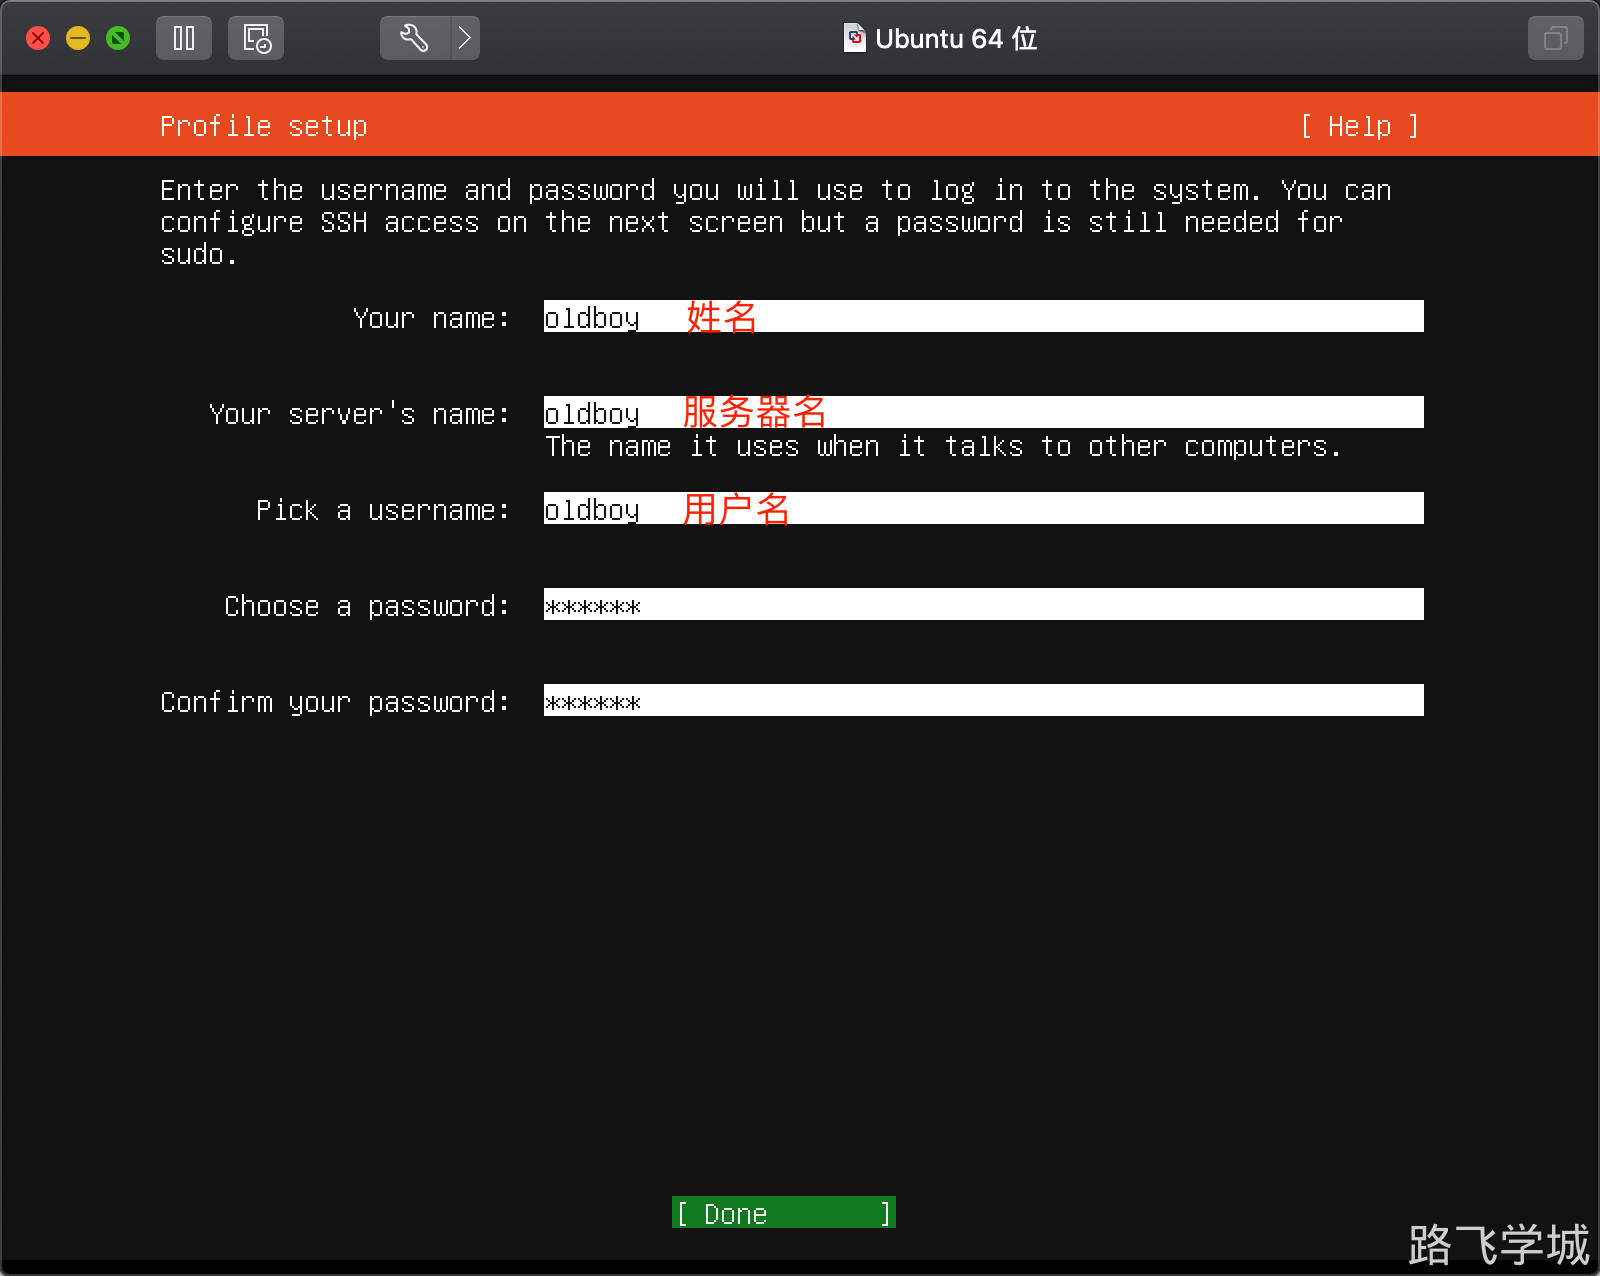 Ubuntu 64 位
Profile setup [ Help ]
Enter the username and password you will use to log in to the system. You can
configure SSH access on the next screen but a password is still needed for
sudo.
Your name: oldboy 姓名
Your server's name: oldboy 服务器名
The name it uses when it talks to other computers.
Pick a username: oldboy 用户名
Choose a password: ******
Confirm your password: ******
[ Done ]
路飞学城